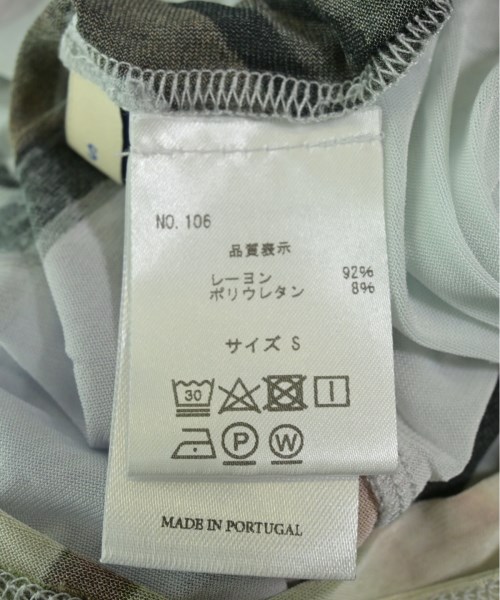 NO. 106
品質表示
レーヨン 92%
ポリウレタン 8%
サイズ S
30
P W
MADE IN PORTUGAL